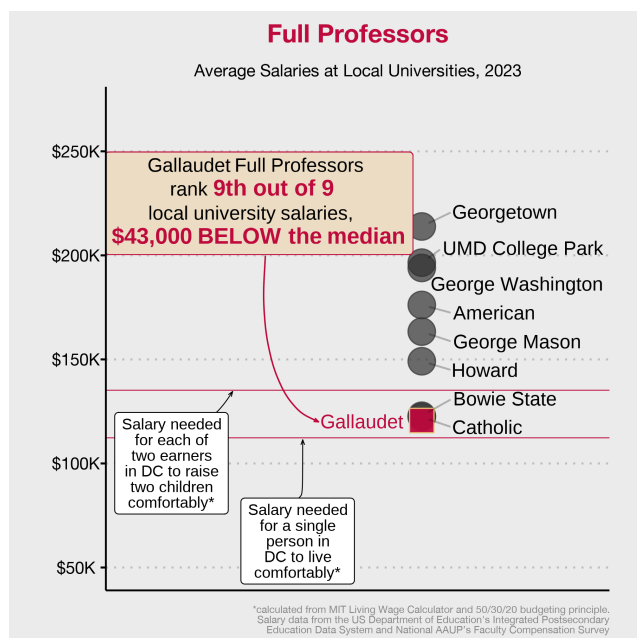 Full Professors
Average Salaries at Local Universities, 2023
$250K
Gallaudet Full Professors
rank 9th out of 9
local university salaries,
$43,000 BELOW the median
Georgetown
UMD College Park
$200K
George Washington
American
George Mason
$150K
Howard
Bowie State
Gallaudet
Catholic
Salary needed
for each of
two earners
in DC to raise
two children
comfortably*
$100K
Salary needed
for a single
person in
DC to live
comfortably*
$50K
*calculated from MIT Living Wage Calculator and 50/30/20 budgeting principle.
Salary data from the US Department of Education's Integrated Postsecondary
Education Data System and National AAUP's Faculty Compensation Survey